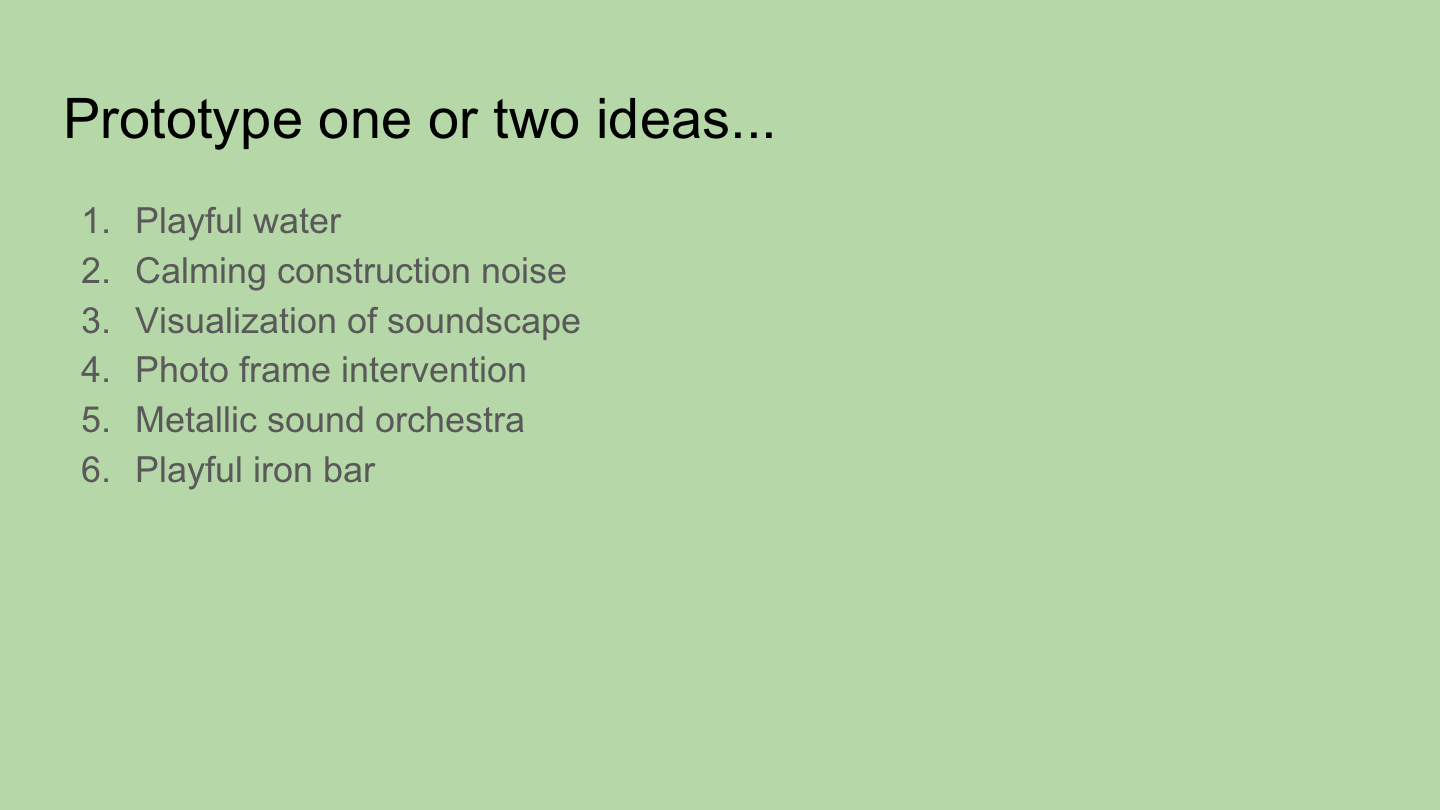 Prototype one or two ideas...
1. Playful water
2. Calming construction noise
3. Visualization of soundscape
4. Photo frame intervention
5. Metallic sound orchestra
6. Playful iron bar